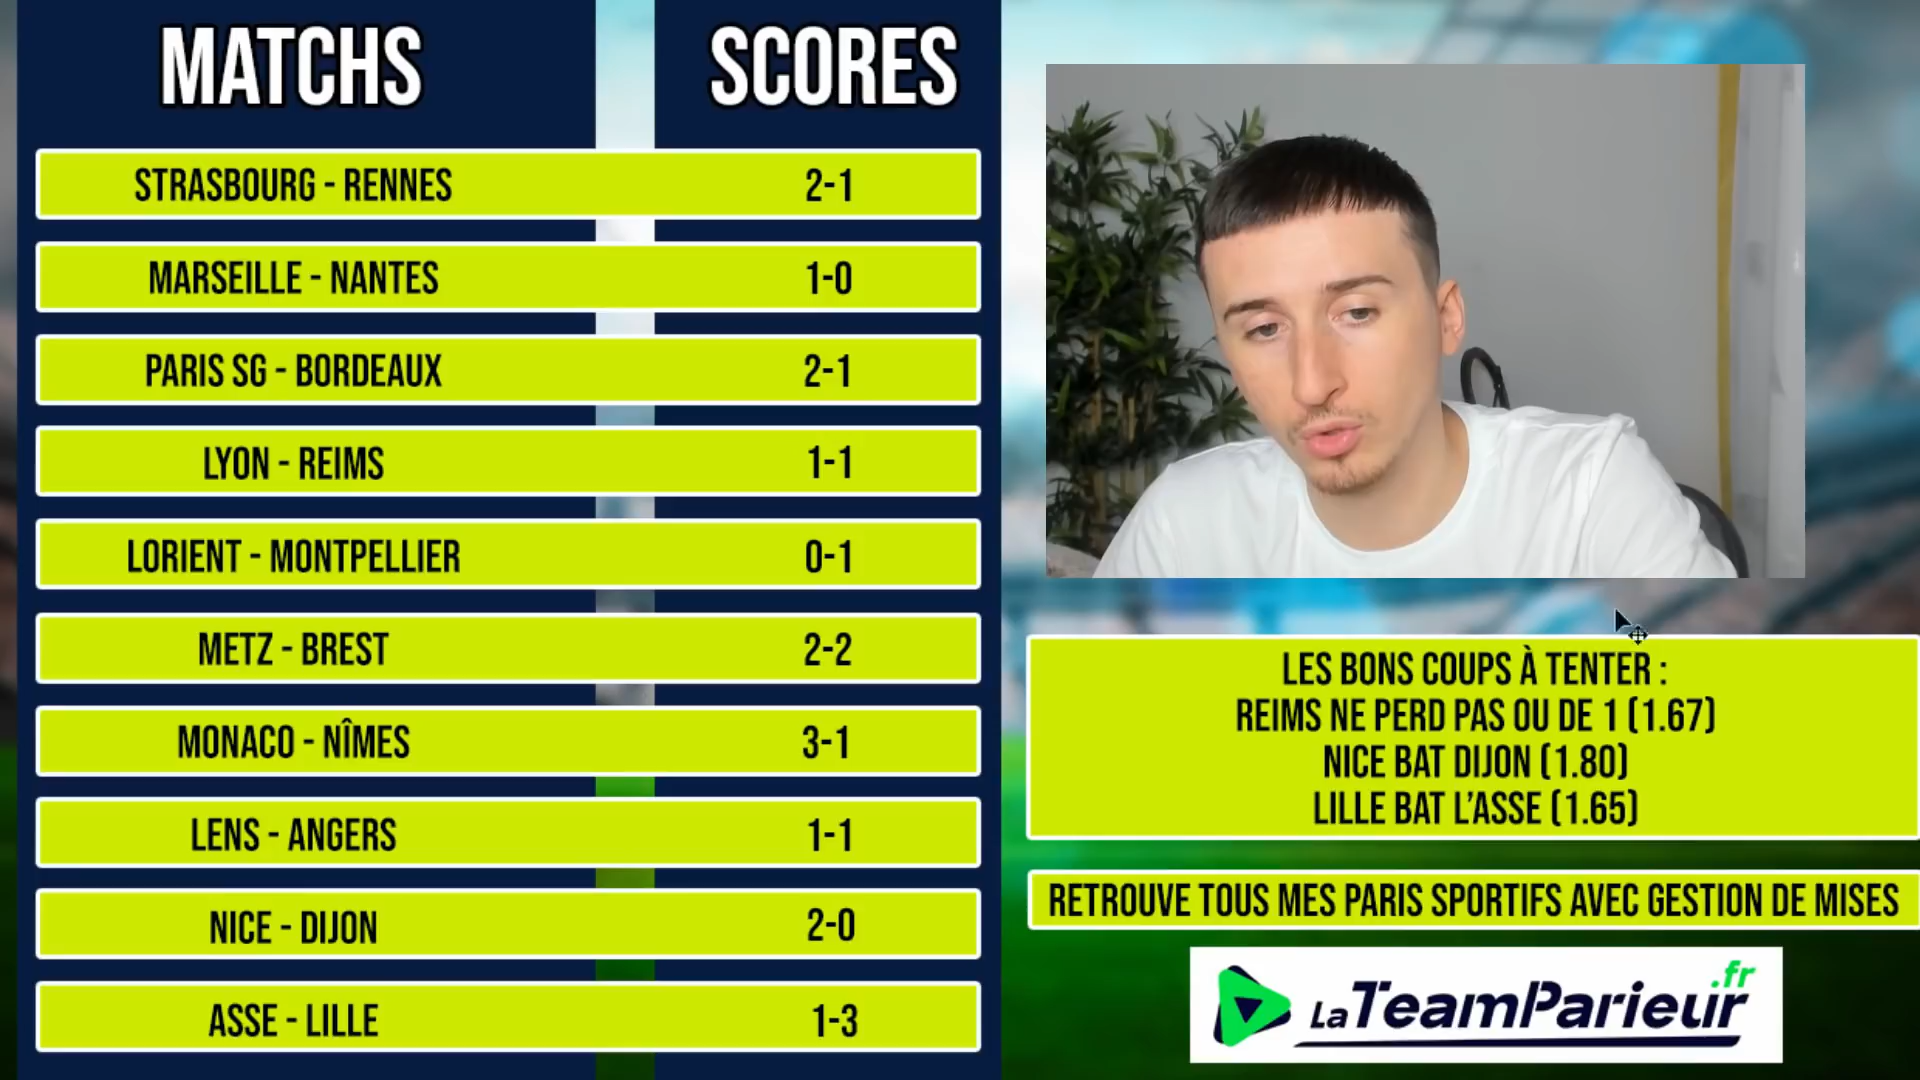 MATCHS SCORES
STRASBOURG - RENNES 2-1
MARSEILLE - NANTES 1-0
PARIS SG - BORDEAUX 2-1
LYON - REIMS 1-1
LORIENT - MONTPELLIER 0-1
METZ - BREST 2-2
MONACO - NÎMES 3-1
LENS - ANGERS 1-1
NICE - DIJON 2-0
ASSE - LILLE 1-3
LES BONS COUPS À TENTER :
REIMS NE PERD PAS OU DE 1 (1.67)
NICE BAT DIJON (1.80)
LILLE BAT L'ASSE (1.65)
RETROUVE TOUS MES PARIS SPORTIFS AVEC GESTION DE MISES
LaTeamParieur.fr